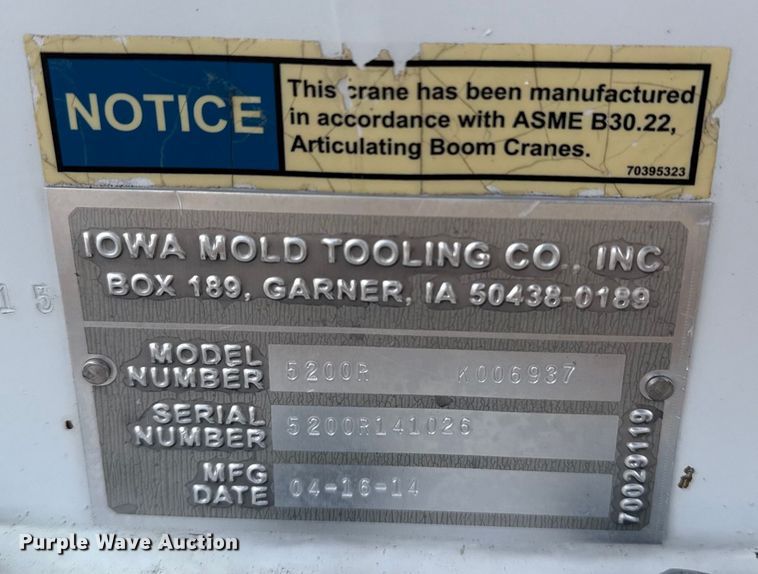 NOTICE
This crane has been manufactured
in accordance with ASME B30.22,
Articulating Boom Cranes.
70395323
IOWA MOLD TOOLING CO., INC.
BOX 189, GARNER, IA 50438-0189
15
MODEL NUMBER 5200R K006937
SERIAL NUMBER 5200R141026
MFG DATE 04-16-14
70029119
Purple Wave Auction